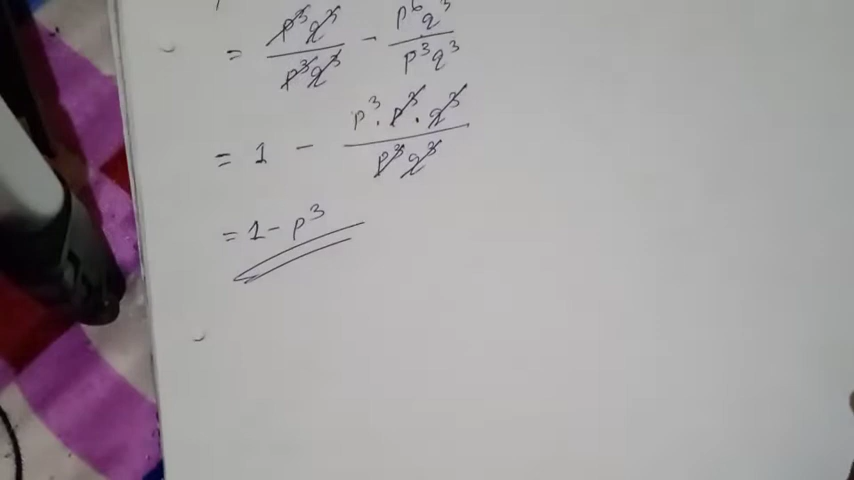 = p³q³/p³q³ - p⁶q³/p³q³
= 1 - p³·p³·q³/p³q³
= 1 - p³